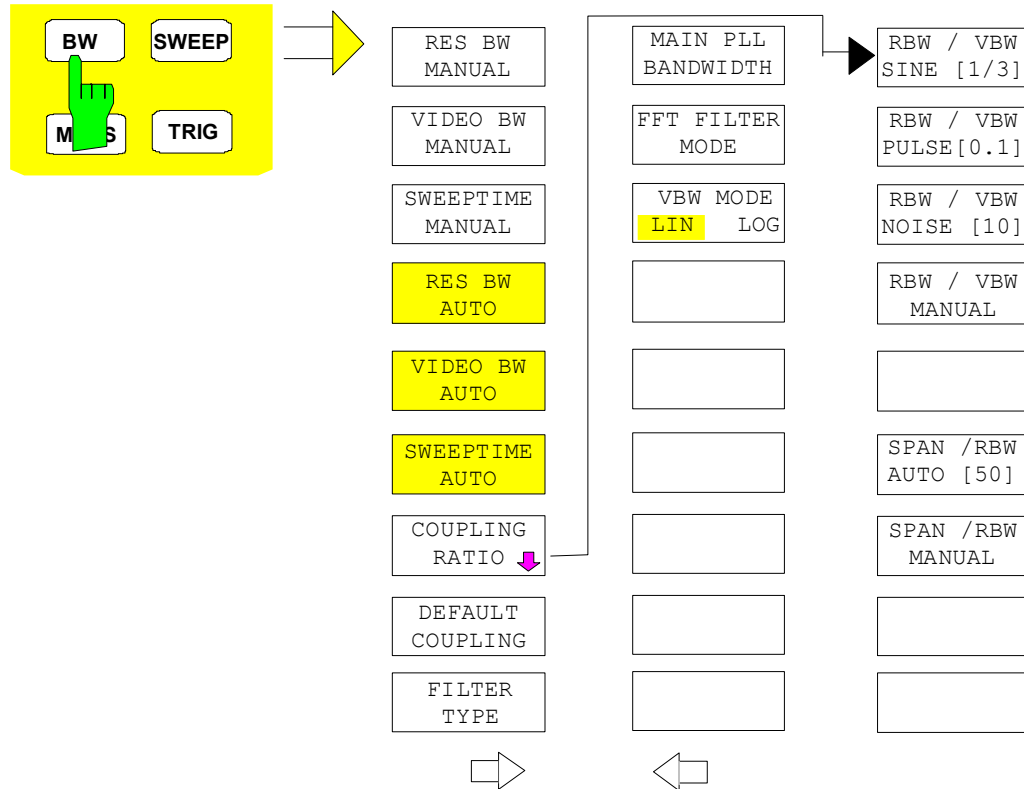 BW
SWEEP
TRIG
RES BW
MANUAL
VIDEO BW
MANUAL
SWEEPTIME
MANUAL
RES BW
AUTO
VIDEO BW
AUTO
SWEEPTIME
AUTO
COUPLING
RATIO
DEFAULT
COUPLING
FILTER
TYPE
MAIN PLL
BANDWIDTH
FFT FILTER
MODE
VBW MODE
LIN LOG
RBW / VBW
SINE [1/3]
RBW / VBW
PULSE[0.1]
RBW / VBW
NOISE [10]
RBW / VBW
MANUAL
SPAN /RBW
AUTO [50]
SPAN /RBW
MANUAL